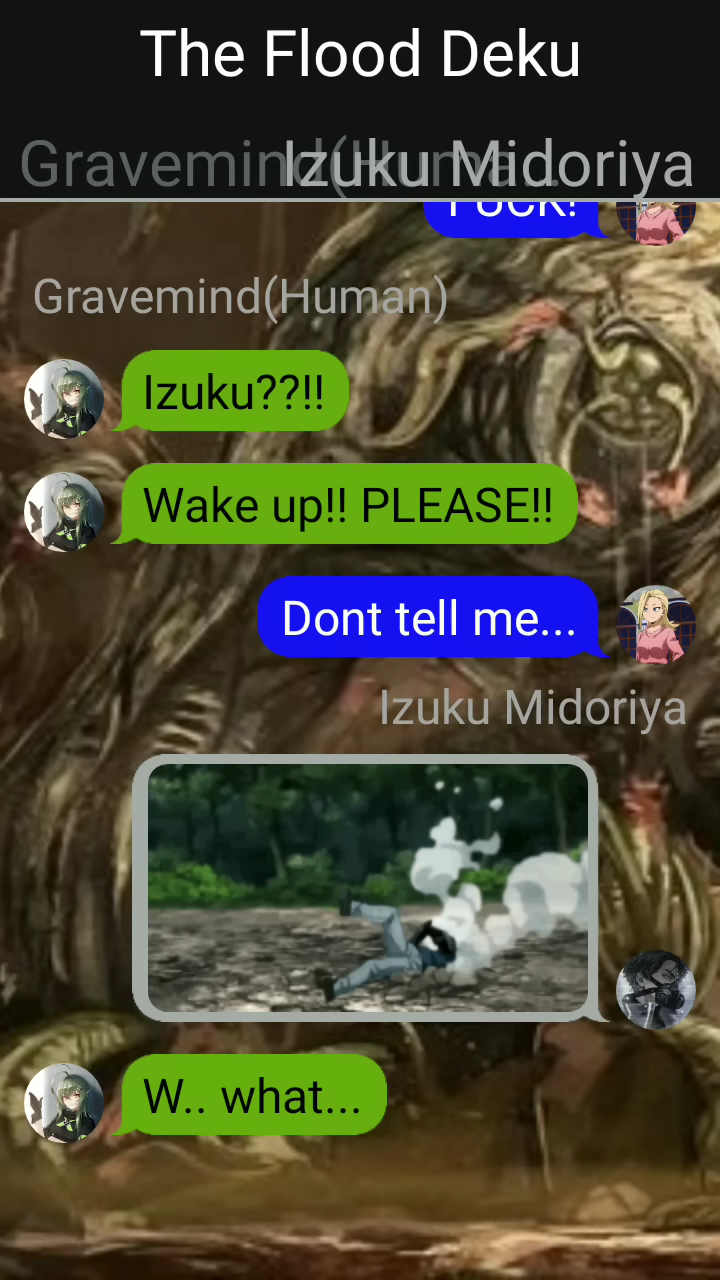 The Flood Deku
Izuku Midoriya
Gravemind(Human)
Izuku??!!
Wake up!! PLEASE!!
Dont tell me...
Izuku Midoriya
W.. what...